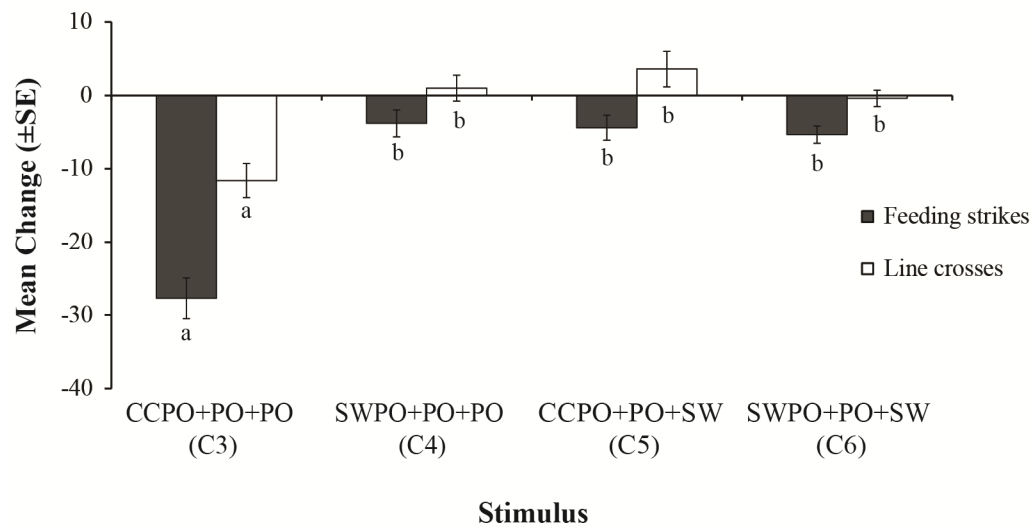 10
0
-10
-20
-30
-40
Mean Change (±SE)
a
a
b
b
b
b
b
b
Feeding strikes
Line crosses
CCPO+PO+PO
(C3)
SWPO+PO+PO
(C4)
CCPO+PO+SW
(C5)
SWPO+PO+SW
(C6)
Stimulus